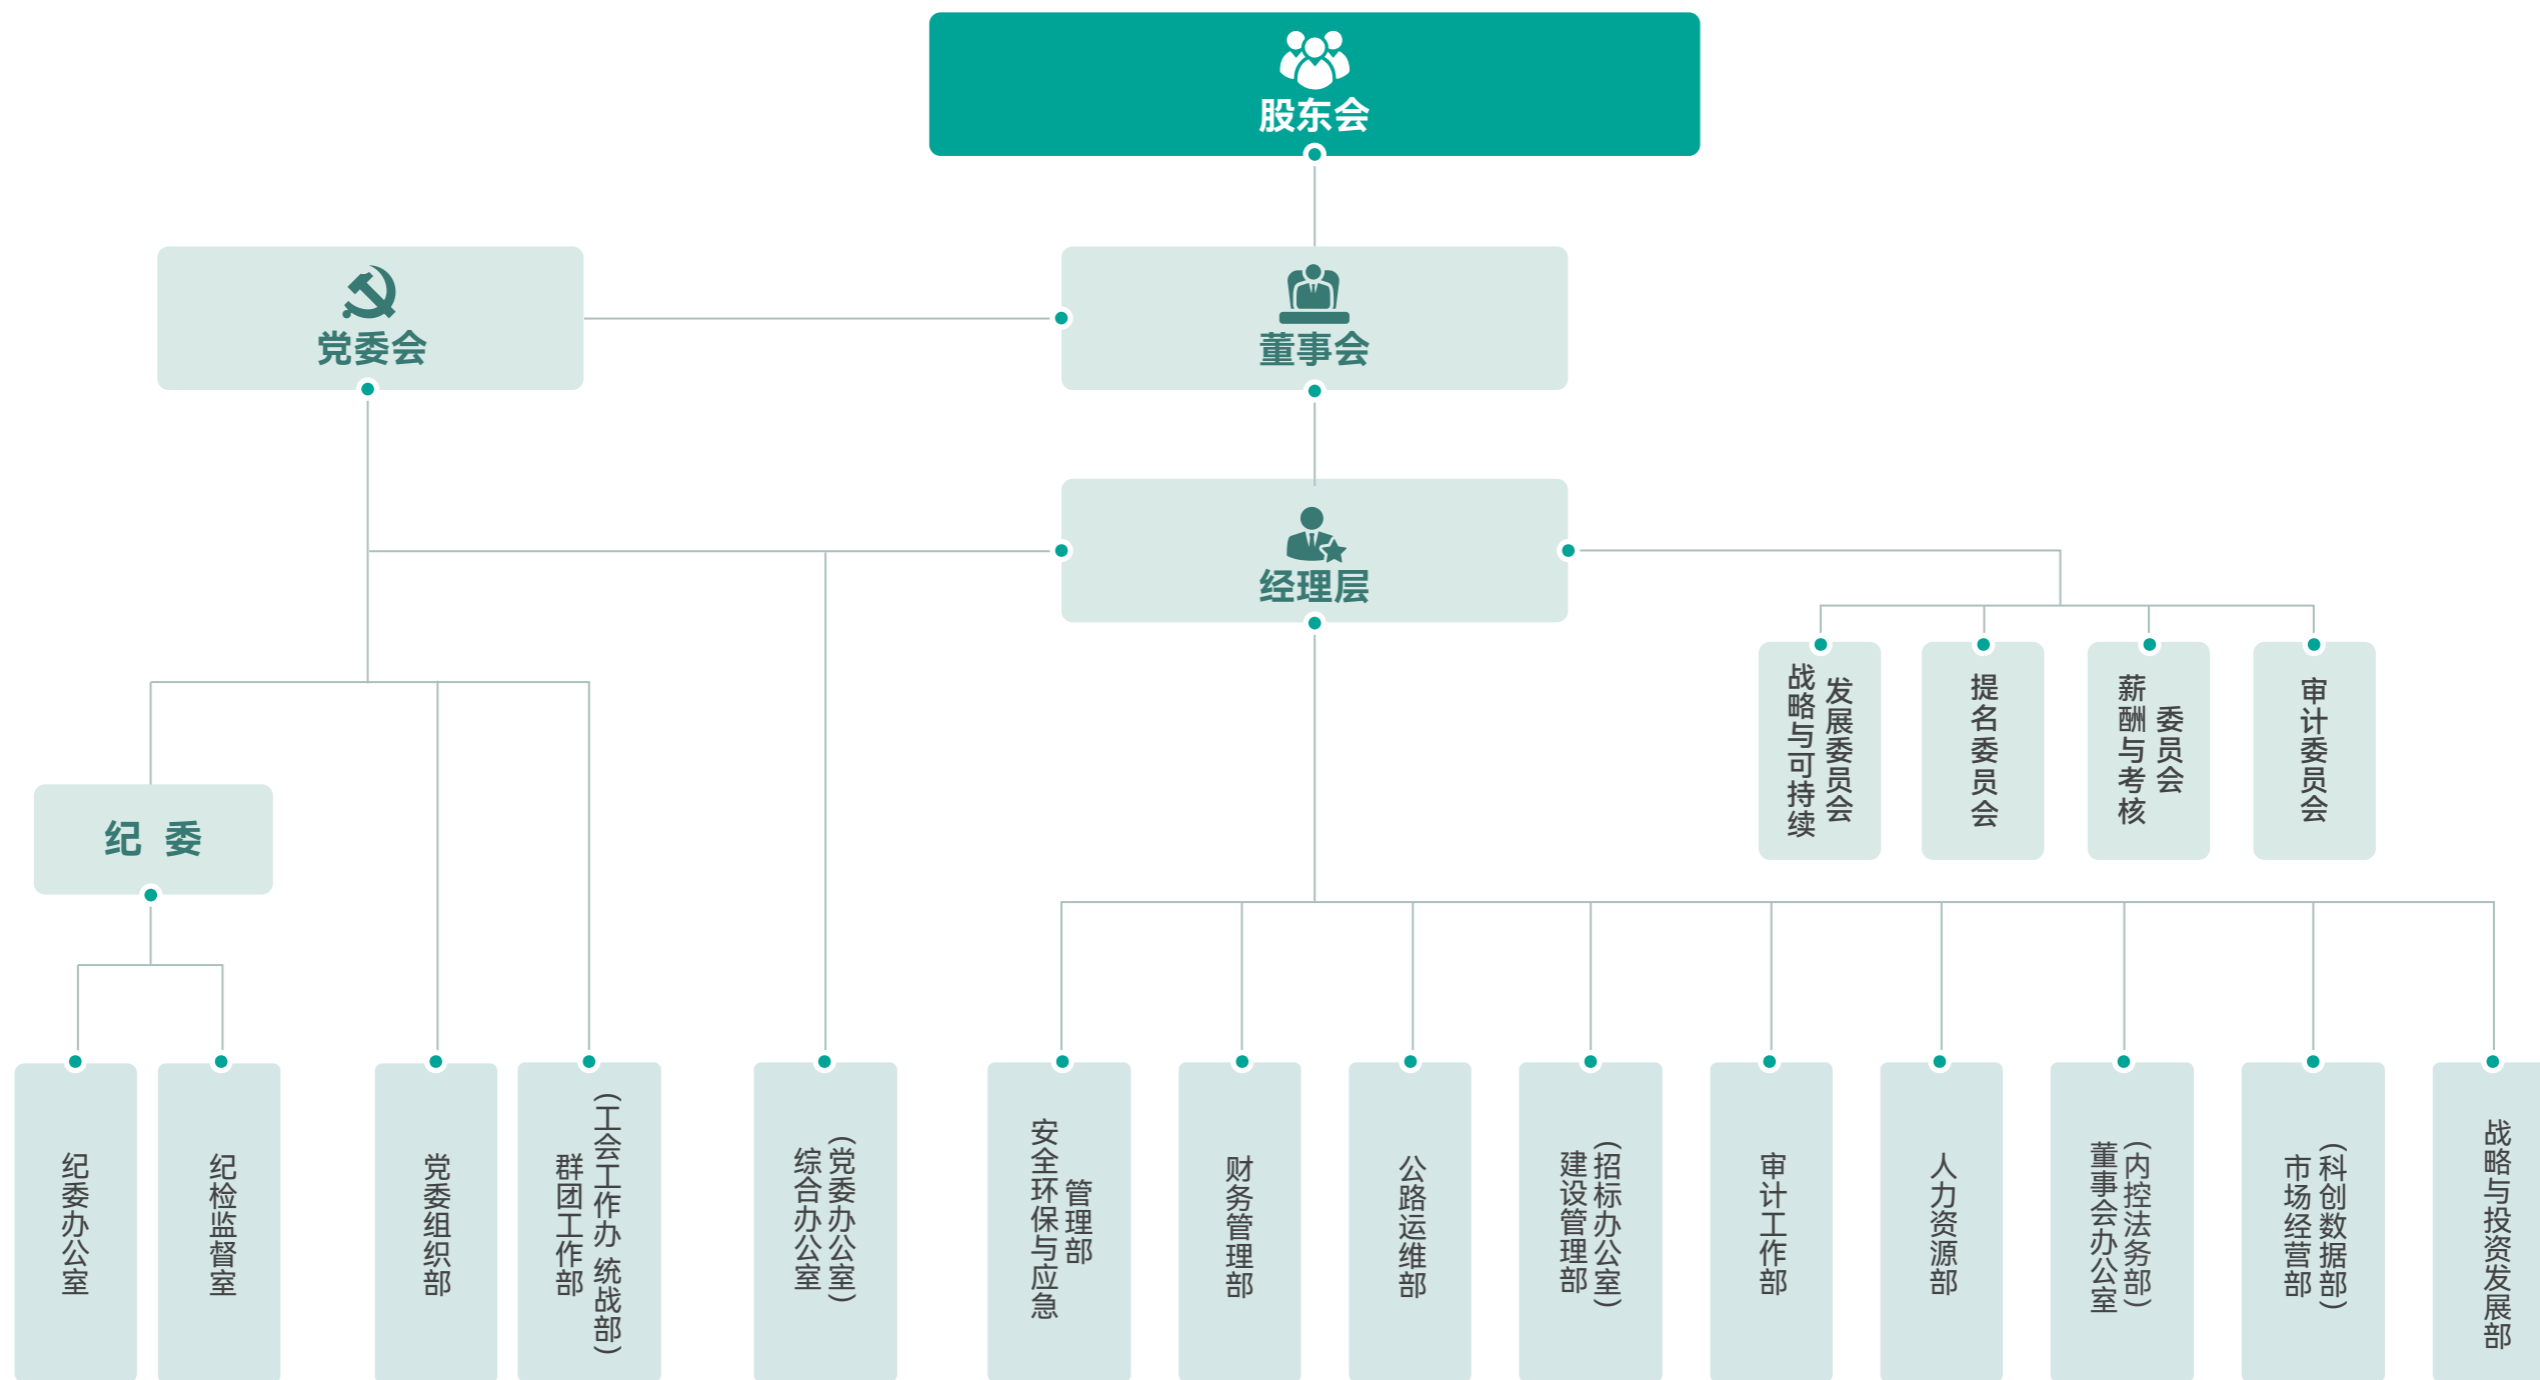 股东会
党委会
董事会
经理层
战略与可持续
发展委员会
提名委员会
薪酬与考核
委员会
审计委员会
纪 委
纪委办公室
纪检监督室
党委组织部
群团工作部
（工会工作办 统战部）
综合办公室
（党委办公室）
安全环保与应急
管理部
财务管理部
公路运维部
建设管理部
（招标办公室）
审计工作部
人力资源部
董事会办公室
（内控法务部）
市场经营部
（科创数据部）
战略与投资发展部